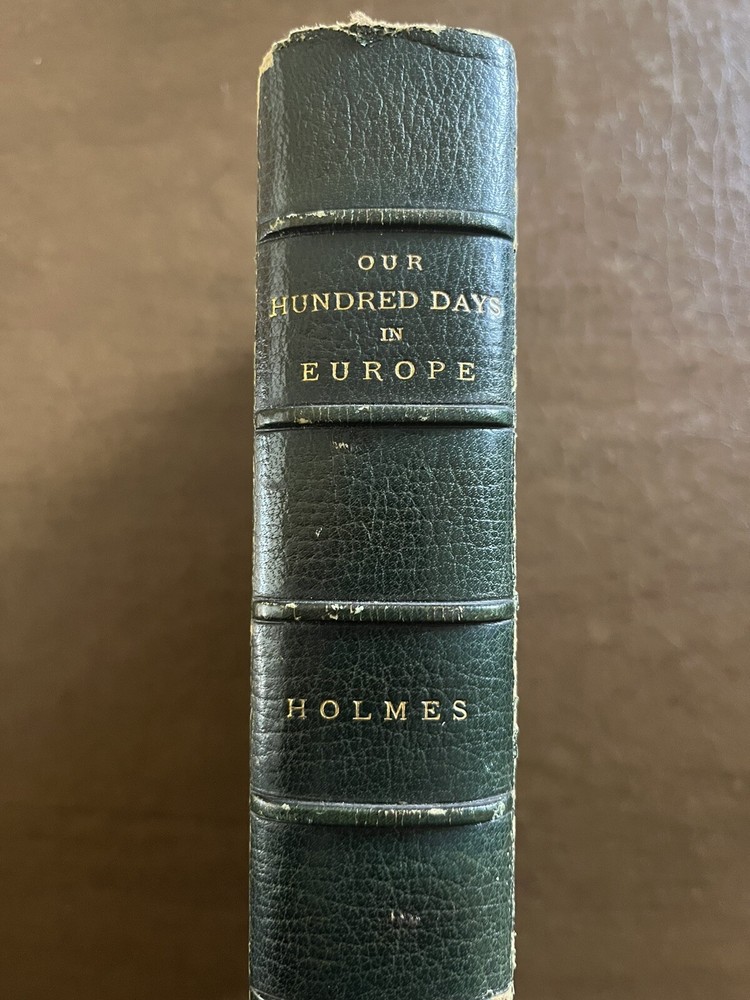 OUR
HUNDRED DAYS
IN
EUROPE
HOLMES